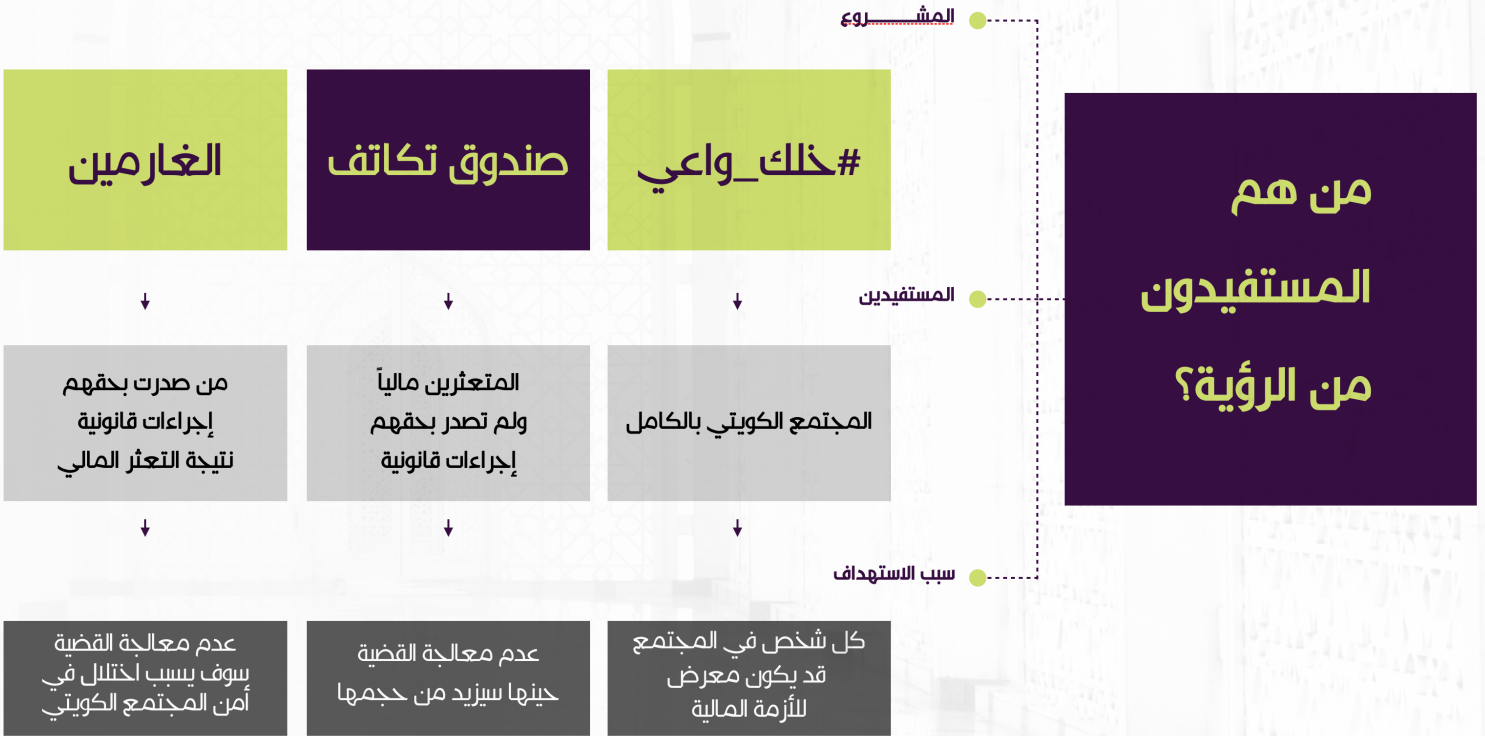 من هم
المستفيدون
من الرؤية؟
المشـــــــــروع
#خلك_واعي
صندوق تكاتف
الغارمين
المستفيدين
المجتمع الكويتي بالكامل
المتعثرين مالياً
ولم تصدر بحقهم
إجراءات قانونية
من صدرت بحقهم
إجراءات قانونية
نتيجة التعثر المالي
سبب الاستهداف
كل شخص في المجتمع
قد يكون معرض
للأزمة المالية
عدم معالجة القضية
حينها سيزيد من حجمها
عدم معالجة القضية
سوف يسبب اختلال في
أمن المجتمع الكويتي